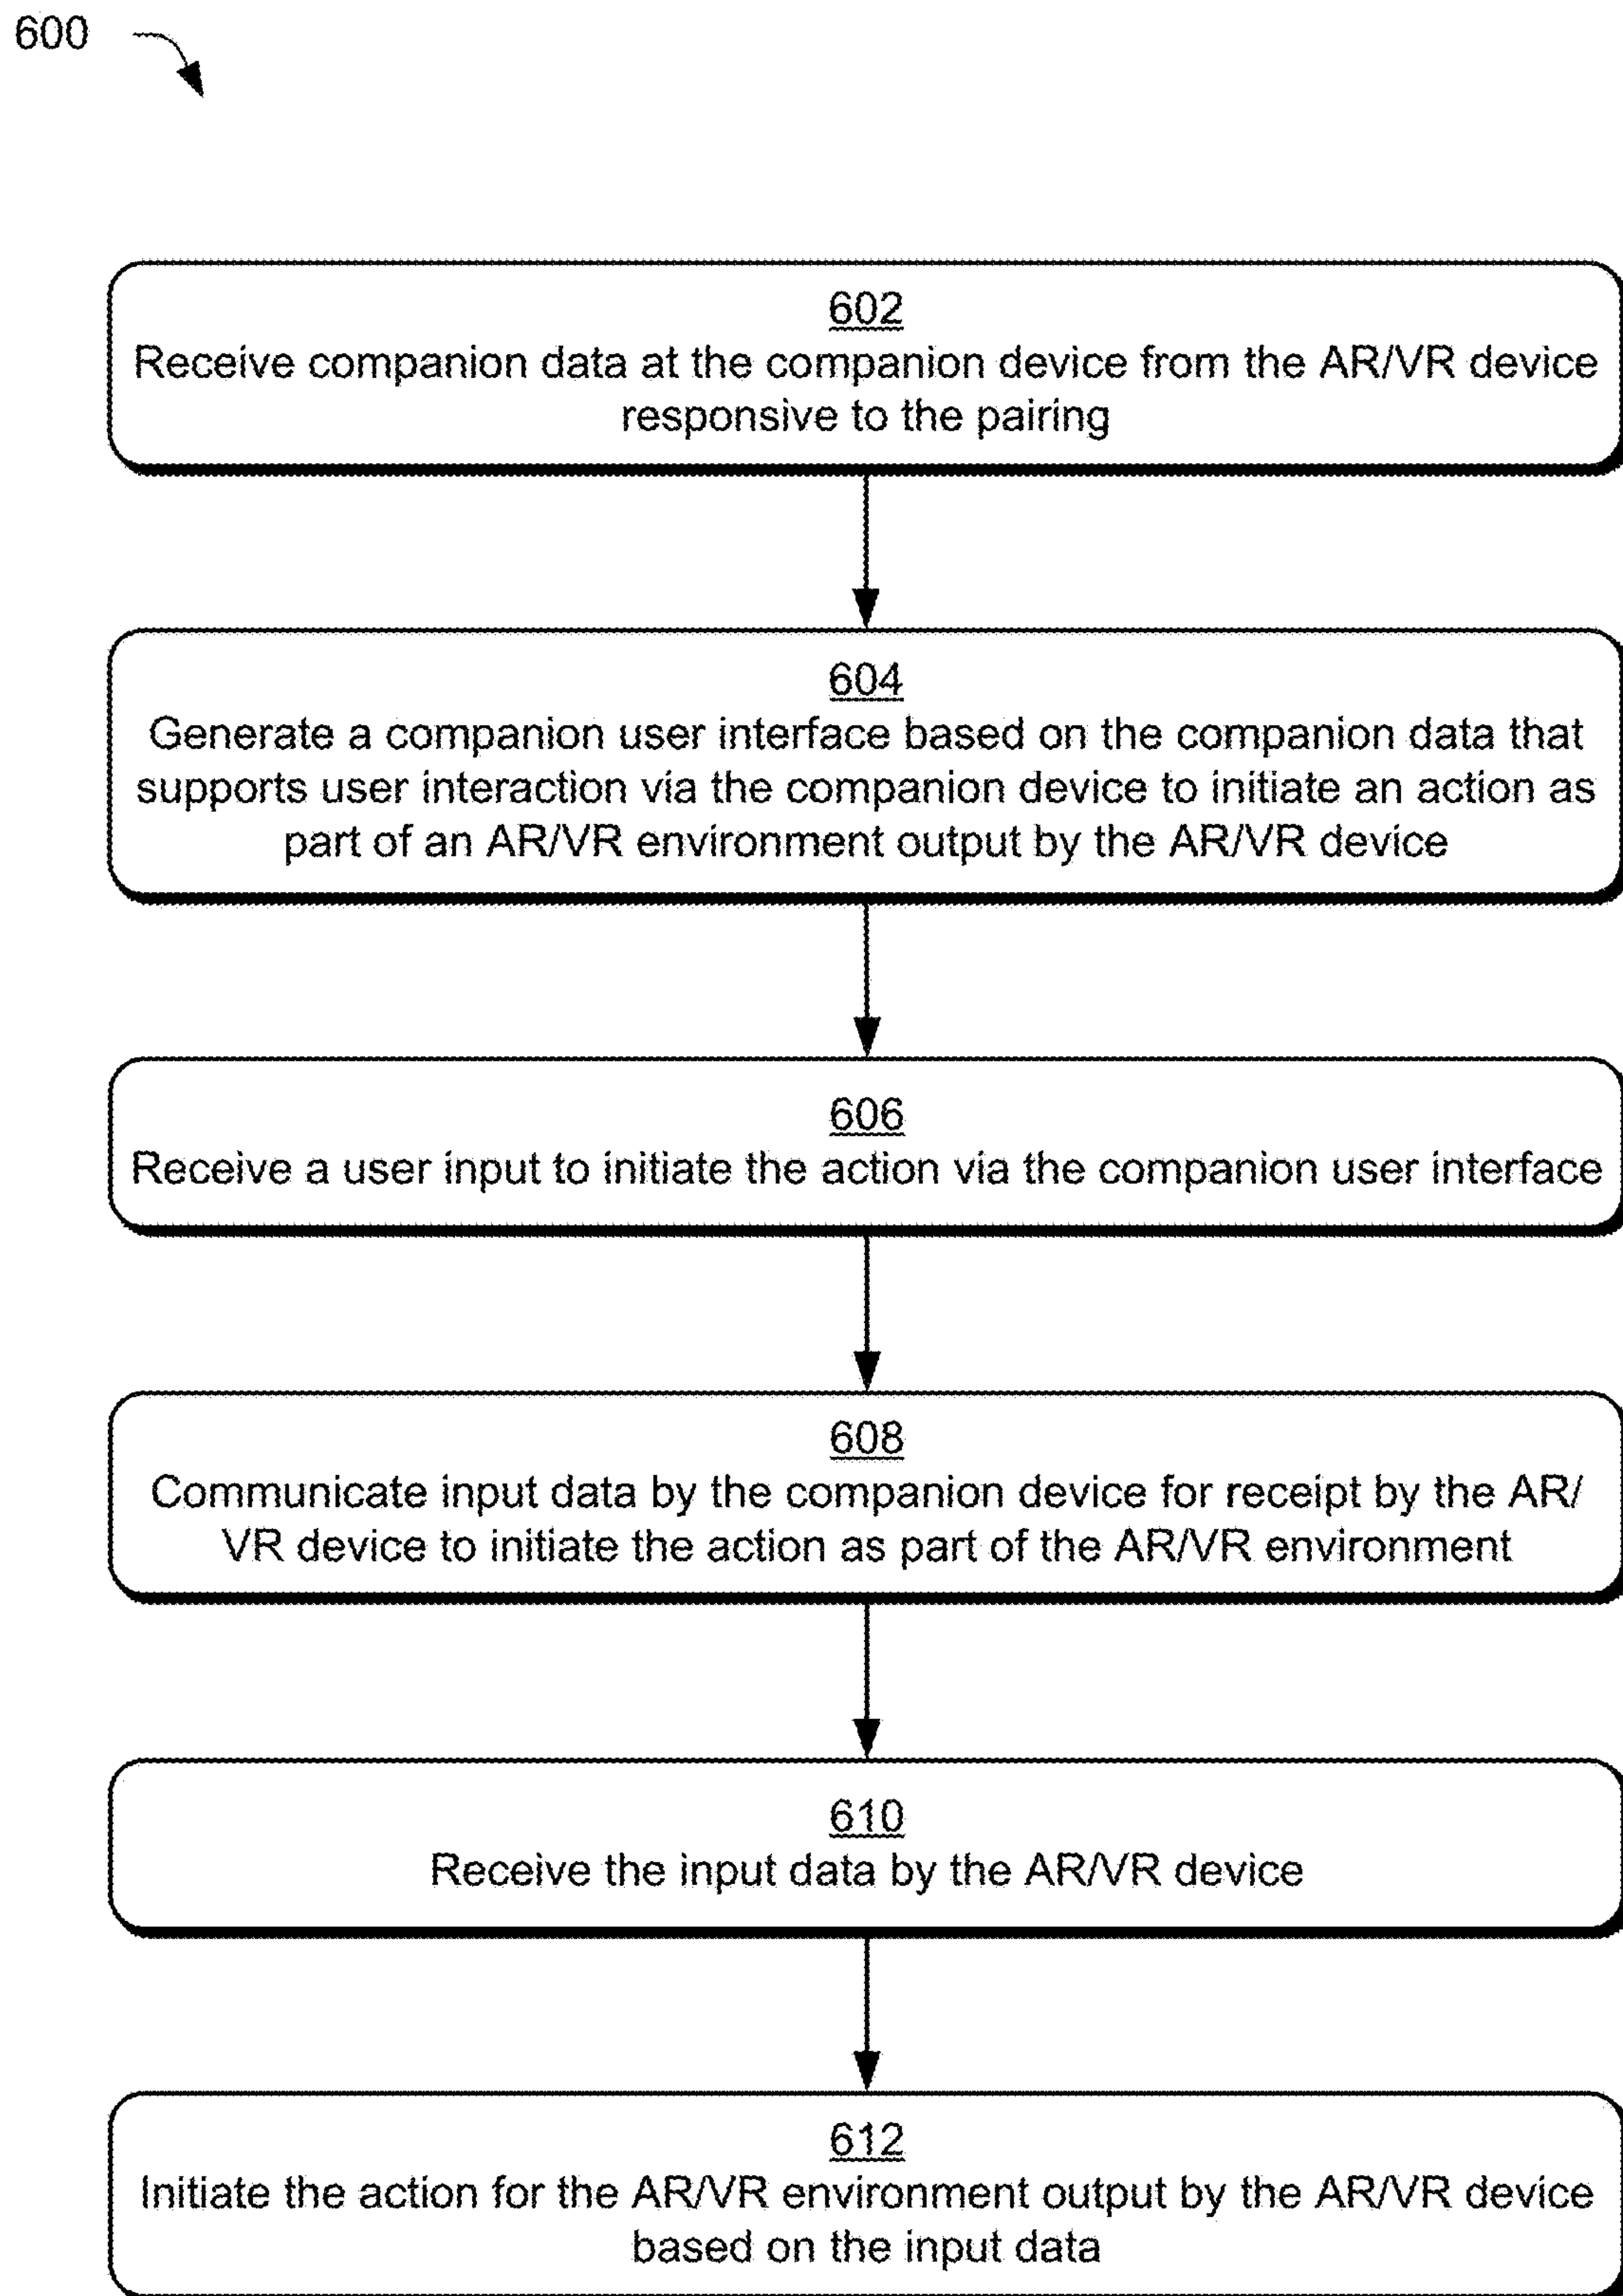 600
602
Receive companion data at the companion device from the AR/VR device
responsive to the pairing
604
Generate a companion user interface based on the companion data that
supports user interaction via the companion device to initiate an action as
part of an AR/VR environment output by the AR/VR device
606
Receive a user input to initiate the action via the companion user interface
608
Communicate input data by the companion device for receipt by the AR/
VR device to initiate the action as part of the AR/VR environment
610
Receive the input data by the AR/VR device
612
Initiate the action for the AR/VR environment output by the AR/VR device
based on the input data